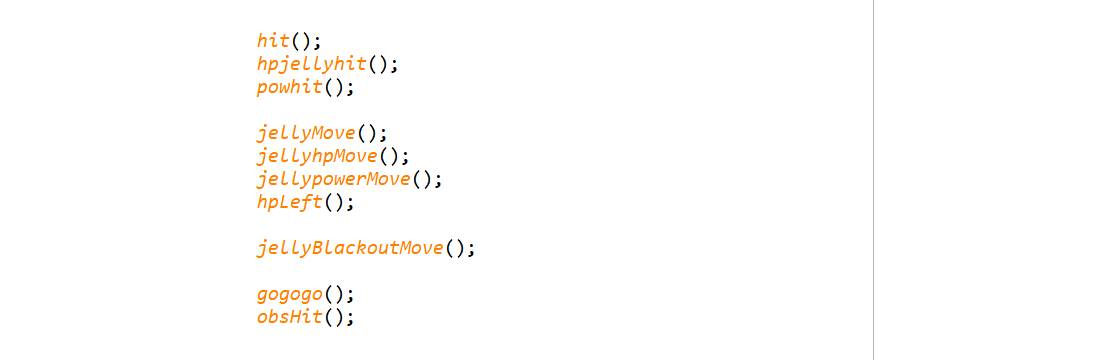 hit();
hpjellyhit();
powhit();
jellyMove();
jellyhpMove();
jellypowerMove();
hpLeft();
jellyBlackoutMove();
gogogo();
obsHit();